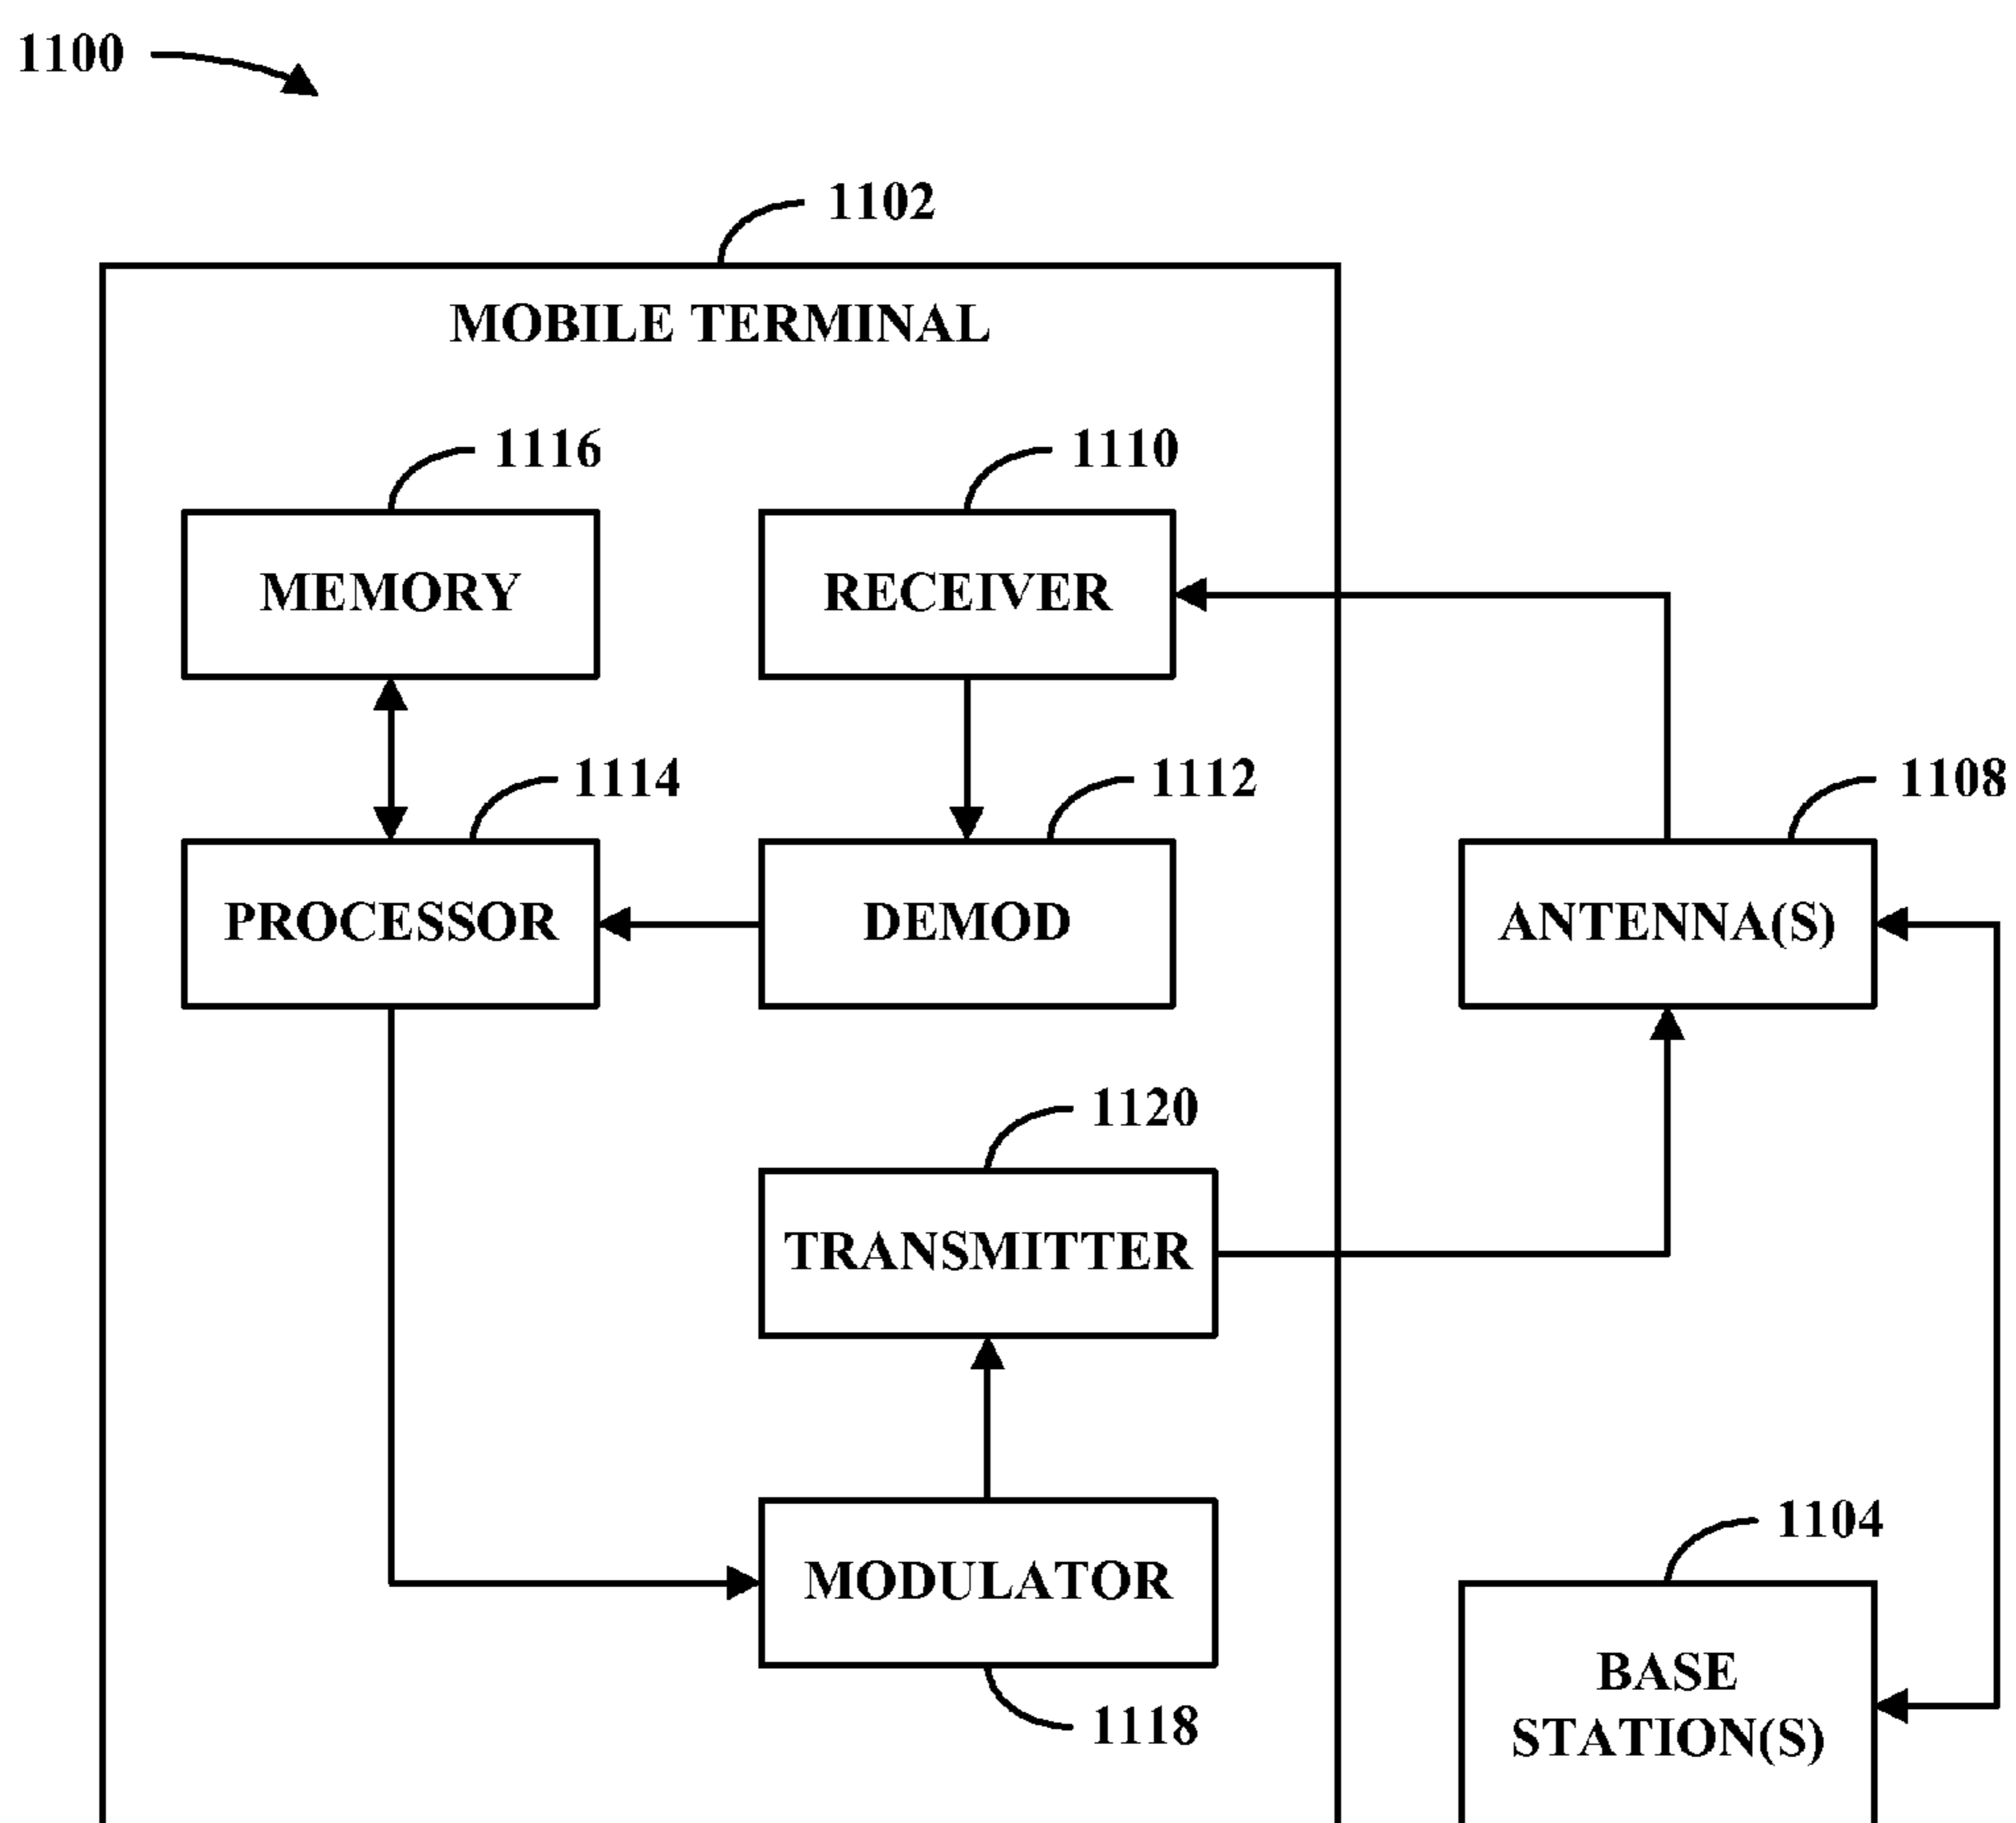 1100
1102
MOBILE TERMINAL
1116
1110
MEMORY
RECEIVER
1114
1112
1108
PROCESSOR
DEMOD
ANTENNA(S)
1120
TRANSMITTER
1104
MODULATOR
BASE
STATION(S)
1118